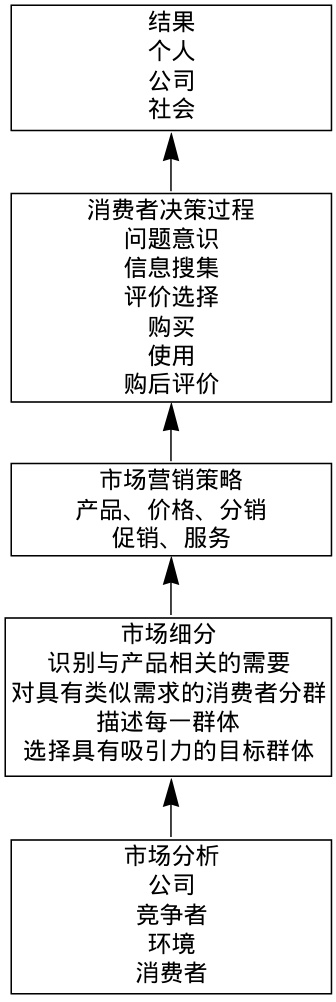 结果
个人
公司
社会
消费者决策过程
问题意识
信息搜集
评价选择
购买
使用
购后评价
市场营销策略
产品、价格、分销
促销、服务
市场细分
识别与产品相关的需要
对具有类似需求的消费者分群
描述每一群体
选择具有吸引力的目标群体
市场分析
公司
竞争者
环境
消费者